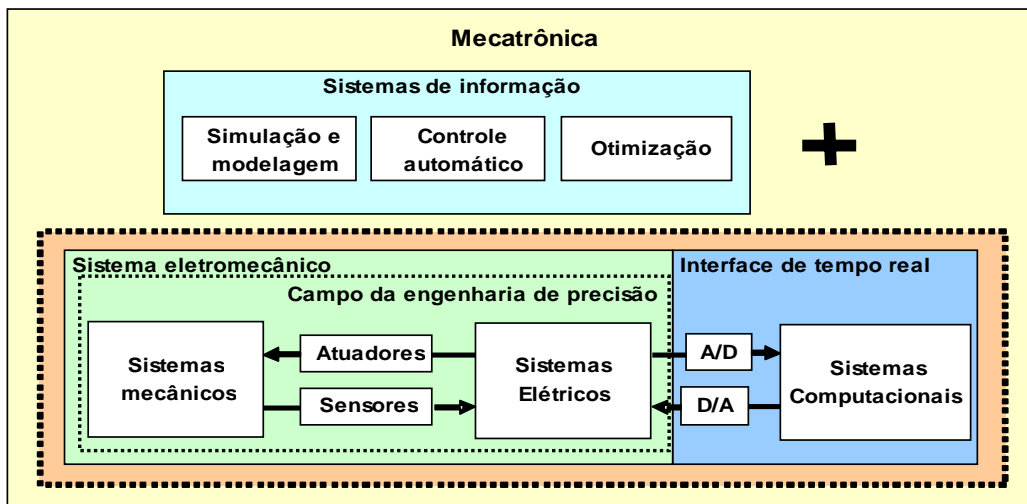 Mecatrônica
Sistemas de informação
Simulação e
modelagem
Controle
automático
Otimização
Sistema eletromecânico
Interface de tempo real
Campo da engenharia de precisão
Sistemas
mecânicos
Atuadores
Sensores
Sistemas
Elétricos
A/D
D/A
Sistemas
Computacionais